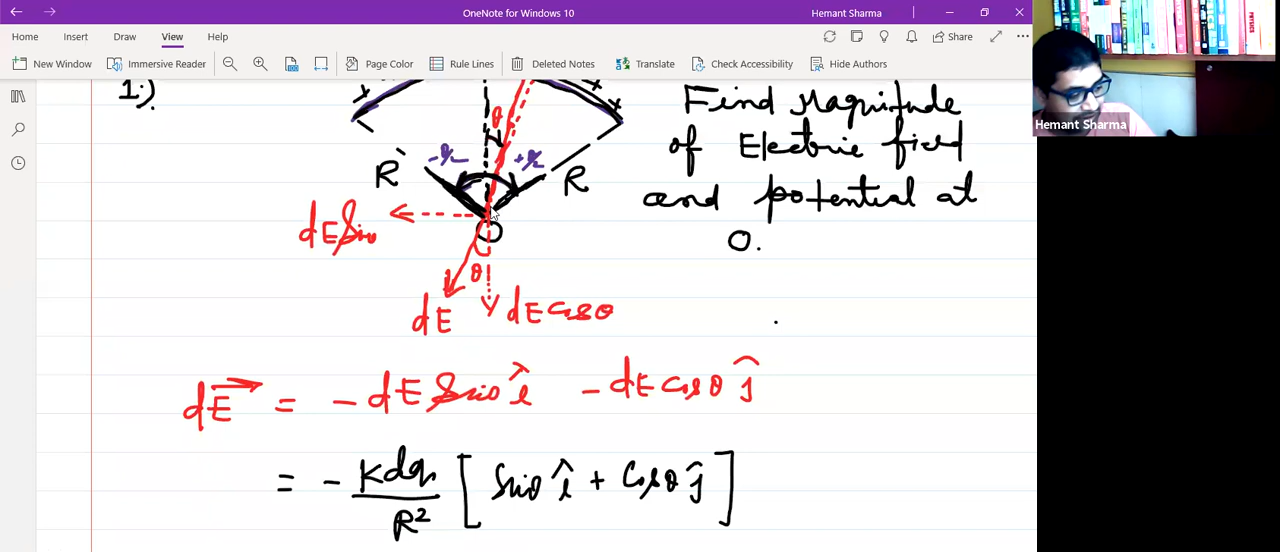 OneNote for Windows 10
Hemant Sharma
Home Insert Draw View Help
Share
New Window Immersive Reader Page Color Rule Lines Deleted Notes Translate Check Accessibility Hide Authors
1:).
Find Magnitude
of Electric field
and potential at
O.
θ
R
R
O
dE Sinθ
θ
dE
dE Cosθ
dE = - dE Sinθ î - dE Cosθ ĵ
= - Kdq/R² [ Sinθ î + Cosθ ĵ ]
Hemant Sharma